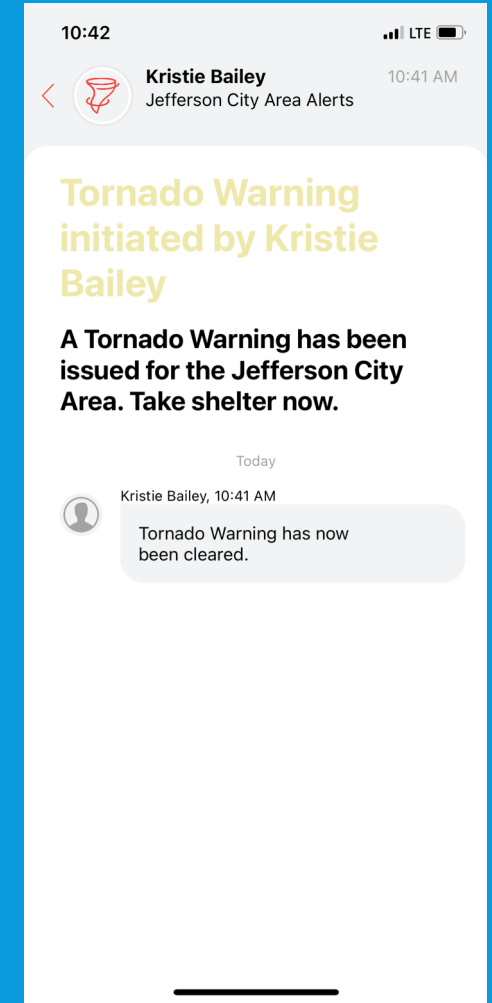 10:42
LTE
Kristie Bailey
10:41 AM
Jefferson City Area Alerts
Tornado Warning
initiated by Kristie
Bailey
A Tornado Warning has been
issued for the Jefferson City
Area. Take shelter now.
Today
Kristie Bailey, 10:41 AM
Tornado Warning has now
been cleared.